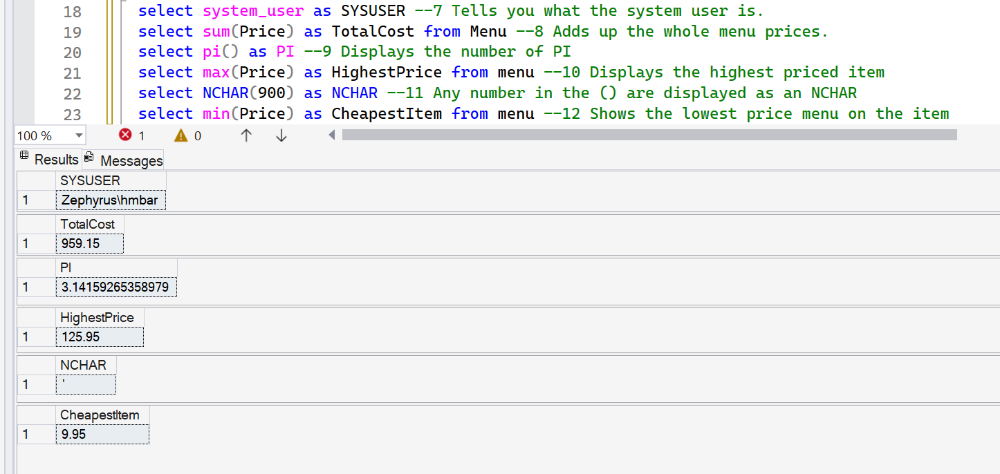 18 select system_user as SYSUSER --7 Tells you what the system user is.
19 select sum(Price) as TotalCost from Menu --8 Adds up the whole menu prices.
20 select pi() as PI --9 Displays the number of PI
21 select max(Price) as HighestPrice from menu --10 Displays the highest priced item
22 select NCHAR(900) as NCHAR --11 Any number in the () are displayed as an NCHAR
23 select min(Price) as CheapestItem from menu --12 Shows the lowest price menu on the item
100 % 1 0
Results Messages
SYSUSER
1 Zephyrus\hmbar
TotalCost
1 959.15
PI
1 3.14159265358979
HighestPrice
1 125.95
NCHAR
1 ΄
CheapestItem
1 9.95